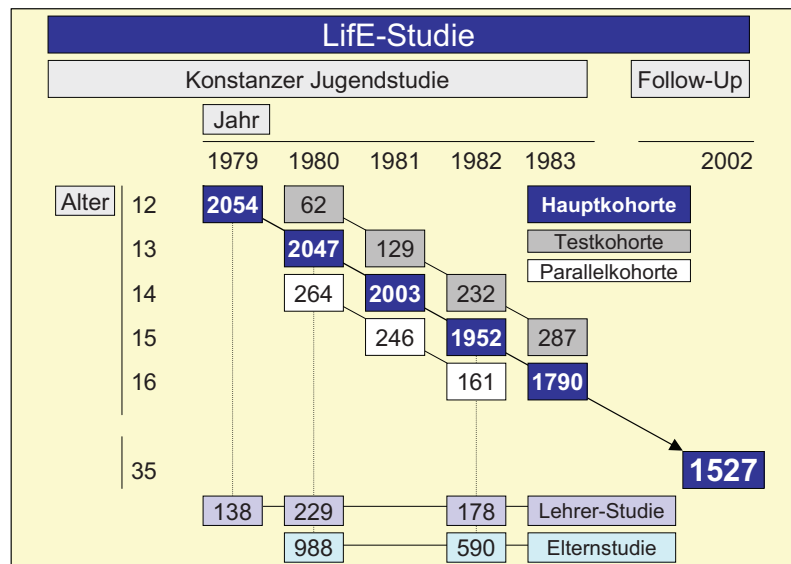 LifE-Studie
Konstanzer Jugendstudie Follow-Up
Jahr
1979 1980 1981 1982 1983 2002
Alter 12 2054 62 Hauptkohorte
13 2047 129 Testkohorte
Parallelkohorte
14 264 2003 232
15 246 1952 287
16 161 1790
35 1527
138 229 178 Lehrer-Studie
988 590 Elternstudie